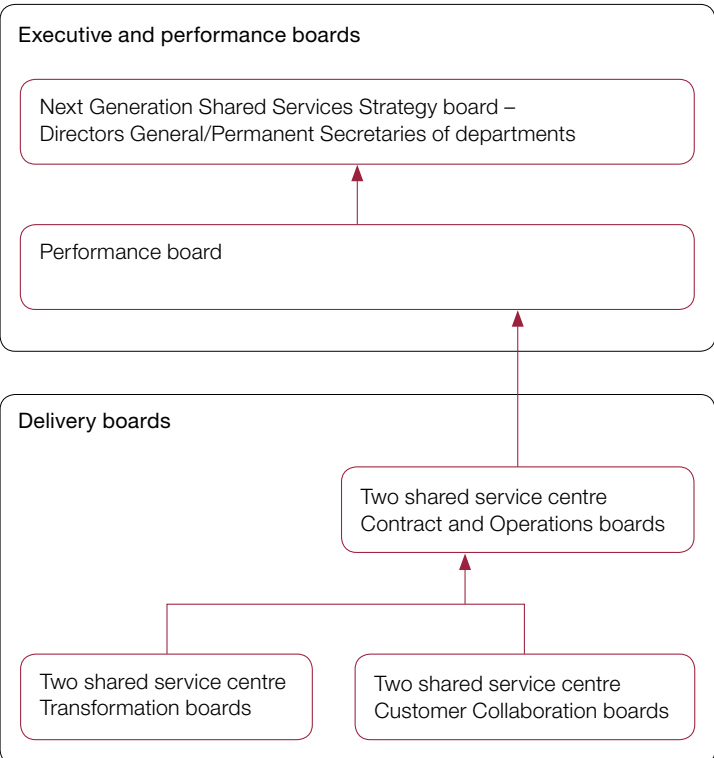 Executive and performance boards
Next Generation Shared Services Strategy board –
Directors General/Permanent Secretaries of departments
Performance board
Delivery boards
Two shared service centre
Contract and Operations boards
Two shared service centre
Transformation boards
Two shared service centre
Customer Collaboration boards